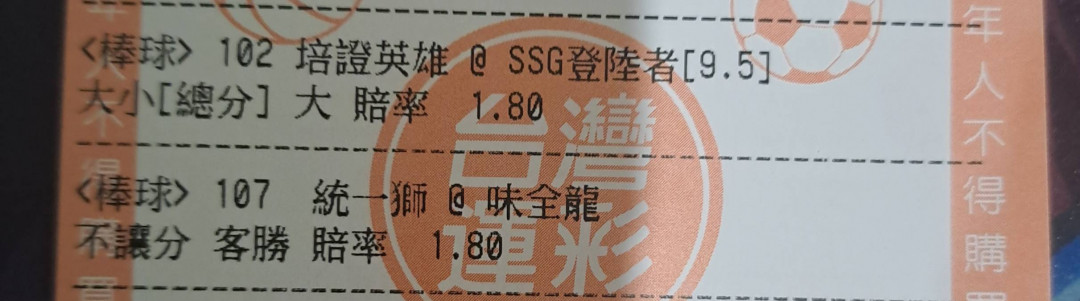 <棒球> 102 培證英雄 @ SSG登陸者[9.5]
大小[總分] 大 賠率 1.80
<棒球> 107 統一獅 @ 味全龍
不讓分 客勝 賠率 1.80
台灣
運彩
年人不得購